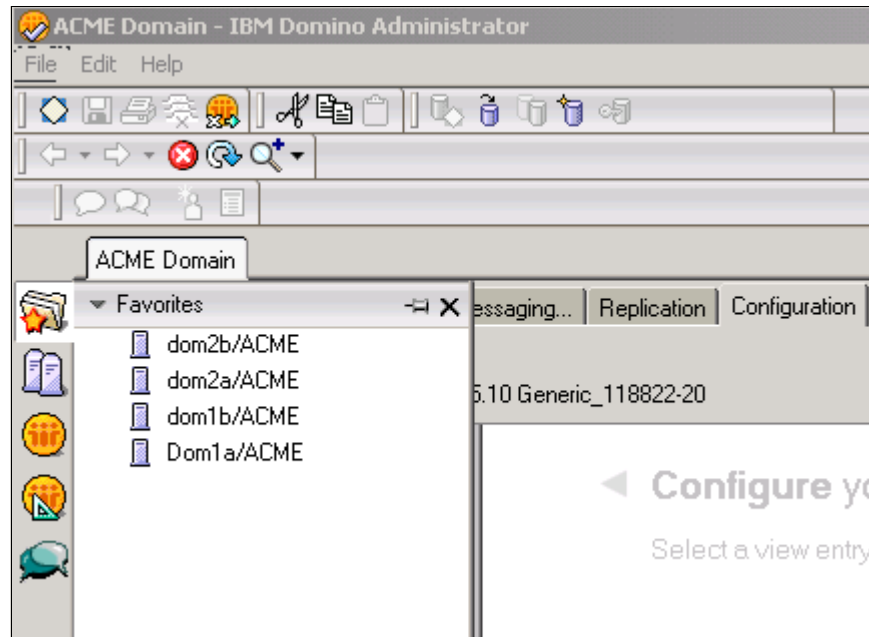 ACME Domain - IBM Domino Administrator
File Edit Help
ACME Domain
Favorites
essaging... Replication Configuration
dom2b/ACME
dom2a/ACME
5.10 Generic_118822-20
dom1b/ACME
Dom1a/ACME
Configure yo
Select a view entry